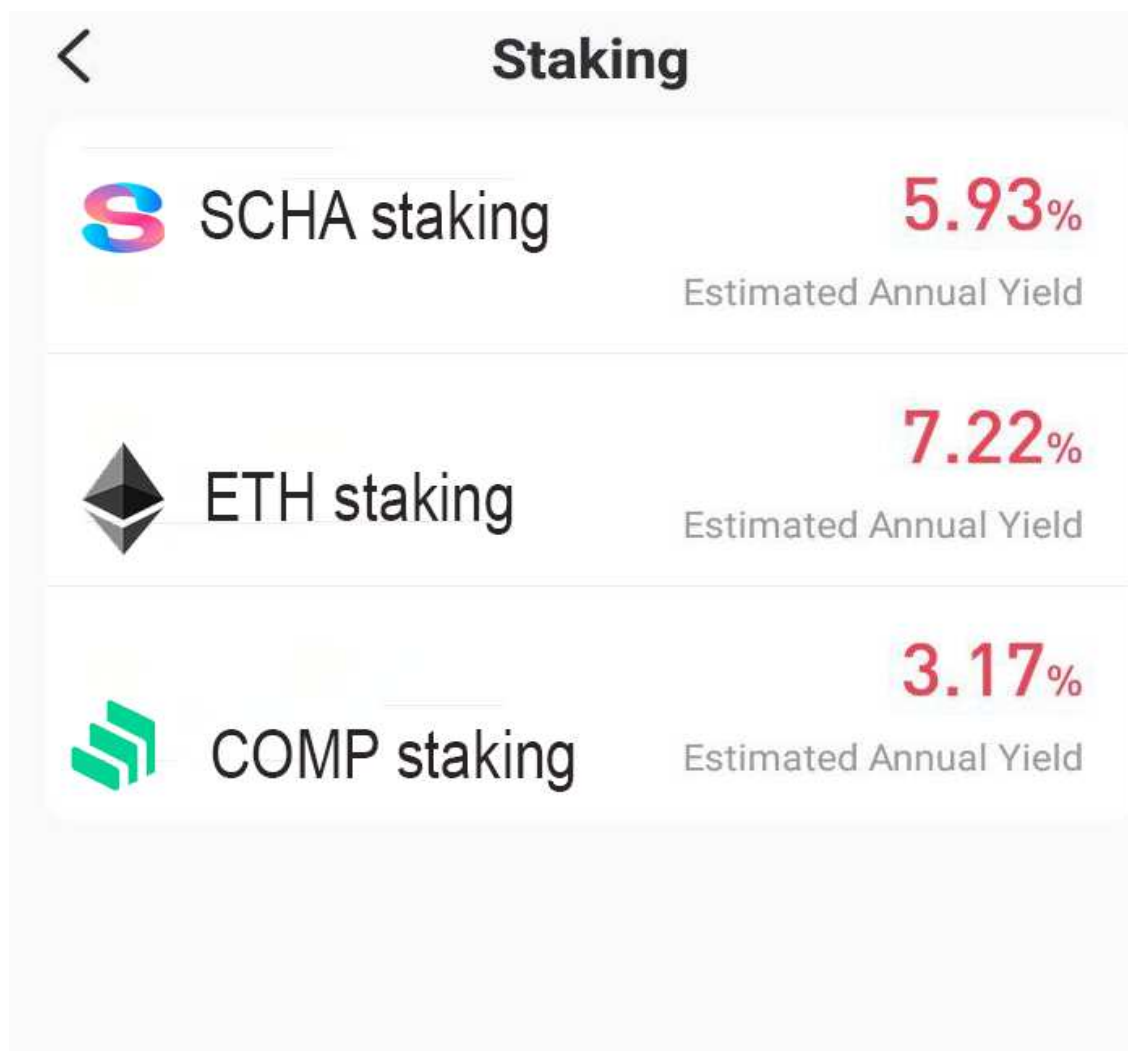 Staking
SCHA staking
5.93%
Estimated Annual Yield
ETH staking
7.22%
Estimated Annual Yield
COMP staking
3.17%
Estimated Annual Yield